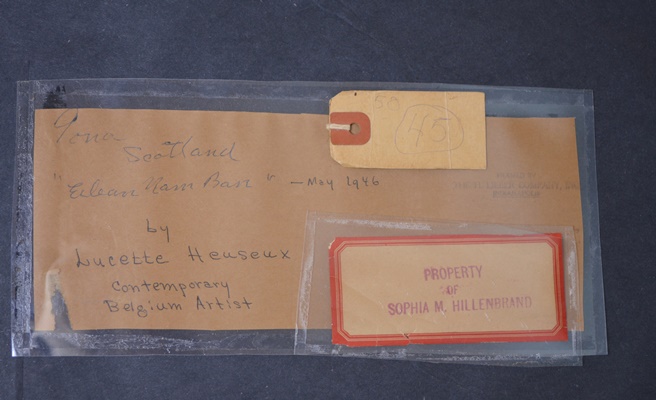 Iona
Scotland
"Eilean Nam Ban" — May 1946
by
Lucette Heuseux
Contemporary
Belgium Artist
45
PROPERTY
OF
SOPHIA M. HILLENBRAND